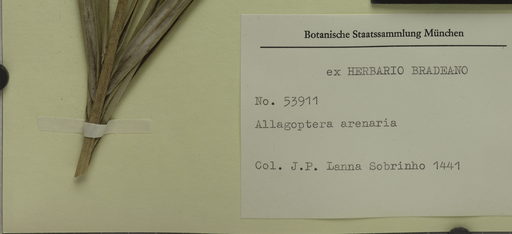 Botanische Staatssammlung München
ex HERBARIO BRADEANO
No. 53911
Allagoptera arenaria
Col. J.P. Lanna Sobrinho 1441